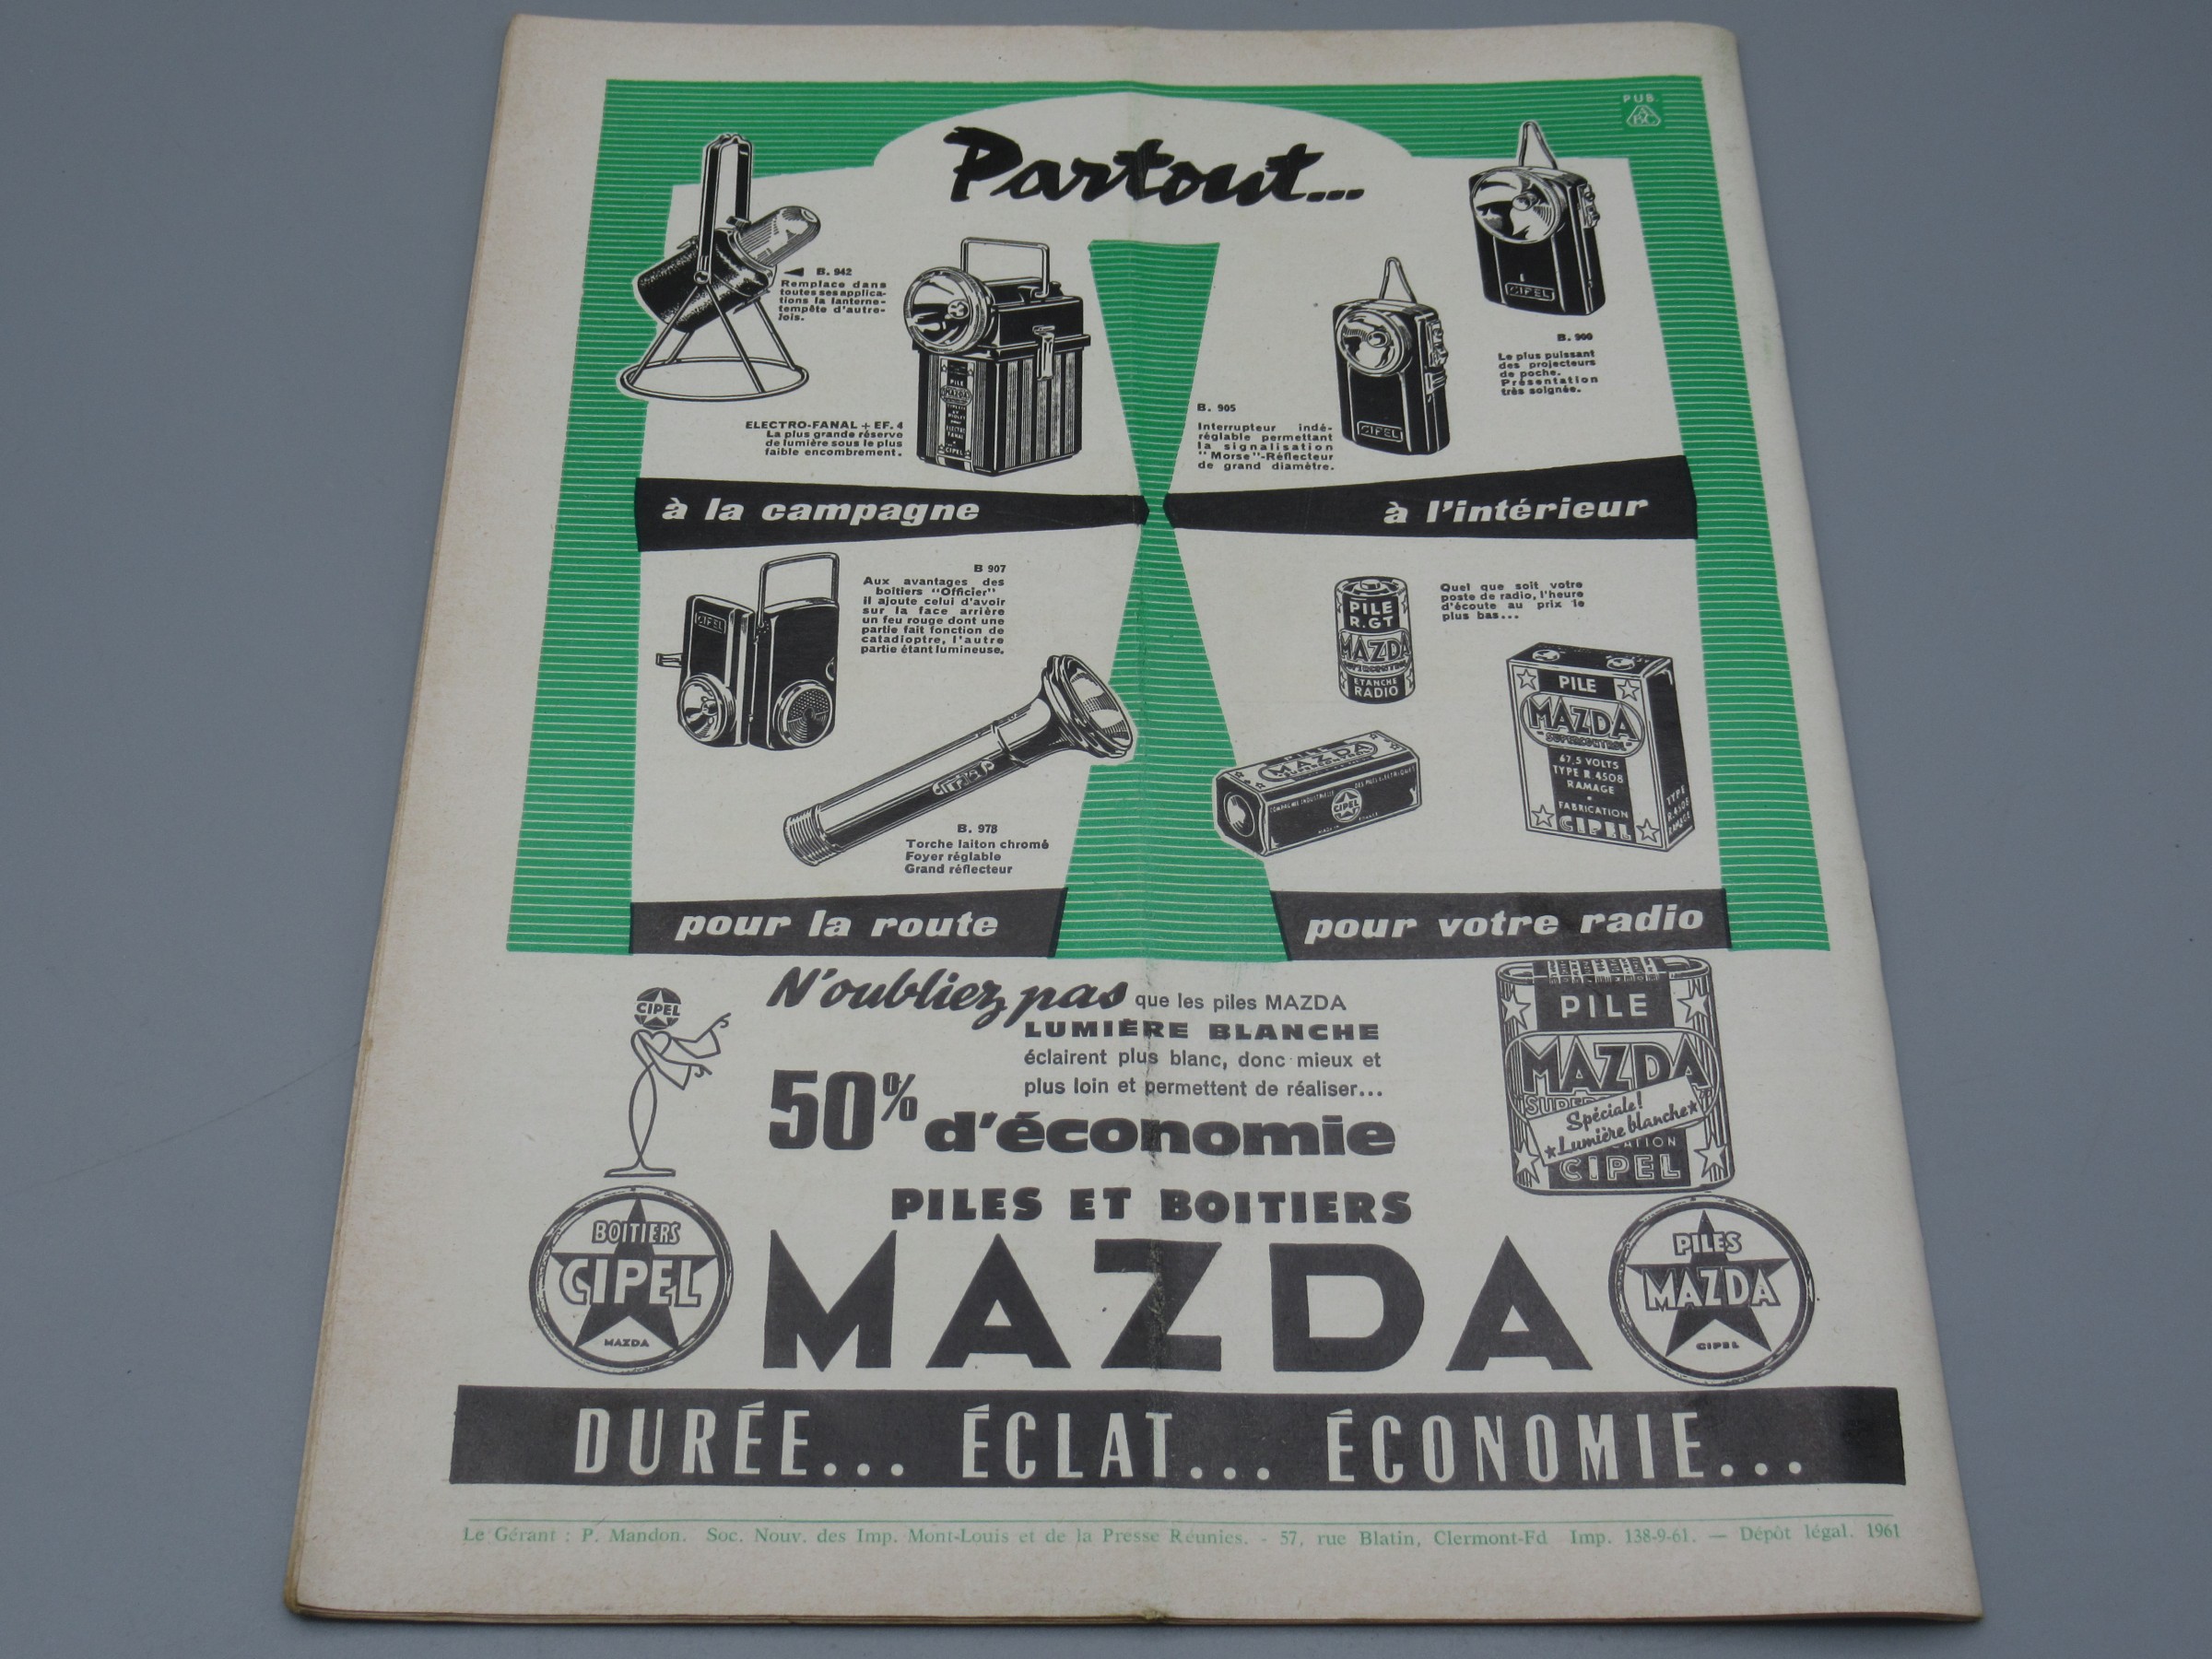 PUB.
Partout...
B. 942
Remplace dans
toutes ses applica-
tions la lanterne-
tempête d'autre-
fois.
PILE
MAZDA
ELECTRO
FANAL
CIPEL
ELECTRO-FANAL + EF. 4
La plus grande réserve
de lumière sous le plus
faible encombrement.
à la campagne
CIPEL
B. 900
Le plus puissant
des projecteurs
de poche.
Présentation
très soignée.
CIPEL
B. 905
Interrupteur indé-
réglable permettant
la signalisation
"Morse"-Réflecteur
de grand diamètre.
à l'intérieur
CIPEL
B 907
Aux avantages des
boîtiers "Officier"
il ajoute celui d'avoir
sur la face arrière
un feu rouge dont une
partie fait fonction de
catadioptre, l'autre
partie étant lumineuse.
B. 978
Torche laiton chromé
Foyer réglable
Grand réflecteur
pour la route
PILE
R.GT
MAZDA
ETANCHE
RADIO
Quel que soit votre
poste de radio, l'heure
d'écoute au prix le
plus bas...
PILE
MAZDA
CIPEL
PILE
MAZDA
SUPERCONTROL
67,5 VOLTS
TYPE R.4508
RAMAGE
FABRICATION
CIPEL
TYPE
R.4508
RAMAGE
pour votre radio
CIPEL
N'oubliez pas que les piles MAZDA
LUMIÈRE BLANCHE
éclairent plus blanc, donc mieux et
plus loin et permettent de réaliser...
50% d'économie
PILE
MAZDA
Spéciale!
Lumière blanche
CIPEL
PILES ET BOITIERS
BOITIERS
CIPEL
MAZDA
MAZDA
PILES
MAZDA
CIPEL
DURÉE... ÉCLAT... ÉCONOMIE...
Le Gérant : P. Mandon. Soc. Nouv. des Imp. Mont-Louis et de la Presse Réunies. - 57, rue Blatin, Clermont-Fd Imp. 138-9-61. — Dépôt légal. 1961